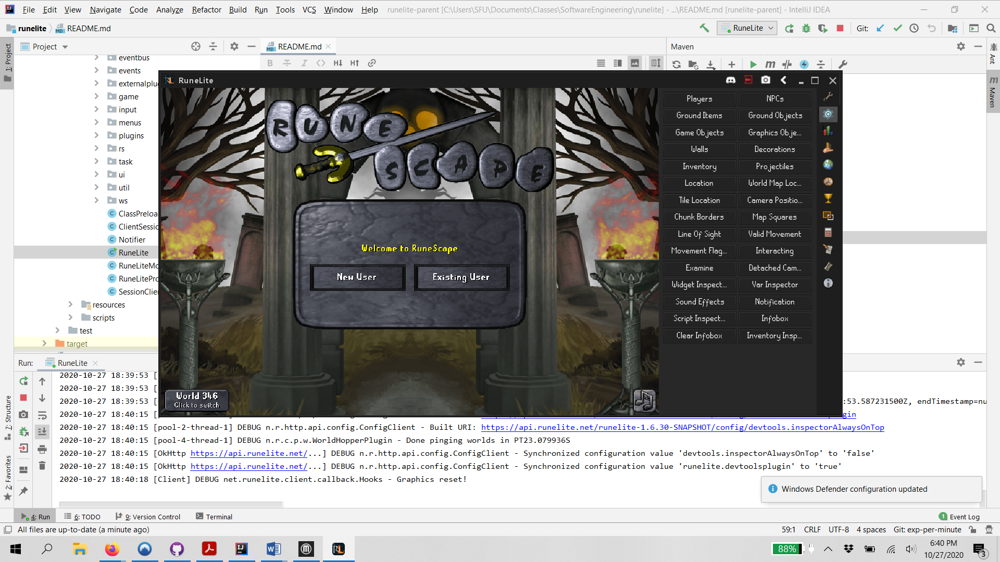 File Edit View Navigate Code Analyze Refactor Build Run Tools VCS Window Help runelite-parent [C:\Users\SFU\Documents\Classes\SoftwareEngineering\runelite] - ...\README.md [runelite-parent] - IntelliJ IDEA
runelite README.md RuneLite Git:
1: Project
Project
README.md
Maven
Ant
Maven
eventbus
events
externalplu
game
input
menus
plugins
rs
task
ui
util
ws
ClassPreloa
ClientSessic
Notifier
RuneLite
RuneLiteMo
RuneLitePro
SessionClie
resources
scripts
test
target
RuneLite
RUNE
SCAPE
Welcome to RuneScape
New User Existing User
World 346
Click to switch
Players NPCs
Ground Items Ground Objects
Game Objects Graphics Obje...
Walls Decorations
Inventory Projectiles
Location World Map Loc...
Tile Location Camera Positio...
Chunk Borders Map Squares
Line Of Sight Valid Movement
Movement Flag... Interacting
Examine Detached Cam...
Widget Inspect... Var Inspector
Sound Effects Notification
Script Inspect... Infobox
Clear Infobox Inventory Insp...
Run: RuneLite
7: Structure
2: Favorites
2020-10-27 18:39:53 [
2020-10-27 18:39:53 [
2020-10-27 18:39:53 [ :53.587231500Z, endTimestamp=nu
2020-10-27 18:40:15 [ gin
2020-10-27 18:40:15 [pool-2-thread-1] DEBUG n.r.http.api.config.ConfigClient - Built URI: https://api.runelite.net/runelite-1.6.30-SNAPSHOT/config/devtools.inspectorAlwaysOnTop
2020-10-27 18:40:15 [pool-4-thread-1] DEBUG n.r.c.p.w.WorldHopperPlugin - Done pinging worlds in PT23.079936S
2020-10-27 18:40:15 [OkHttp https://api.runelite.net/...] DEBUG n.r.http.api.config.ConfigClient - Synchronized configuration value 'devtools.inspectorAlwaysOnTop' to 'false'
2020-10-27 18:40:15 [OkHttp https://api.runelite.net/...] DEBUG n.r.http.api.config.ConfigClient - Synchronized configuration value 'runelite.devtoolsplugin' to 'true'
2020-10-27 18:40:18 [Client] DEBUG net.runelite.client.callback.Hooks - Graphics reset!
Windows Defender configuration updated
4: Run 6: TODO 9: Version Control Terminal 1 Event Log
All files are up-to-date (a minute ago) 59:1 CRLF UTF-8 4 spaces Git: exp-per-minute
88%
6:40 PM
10/27/2020
3